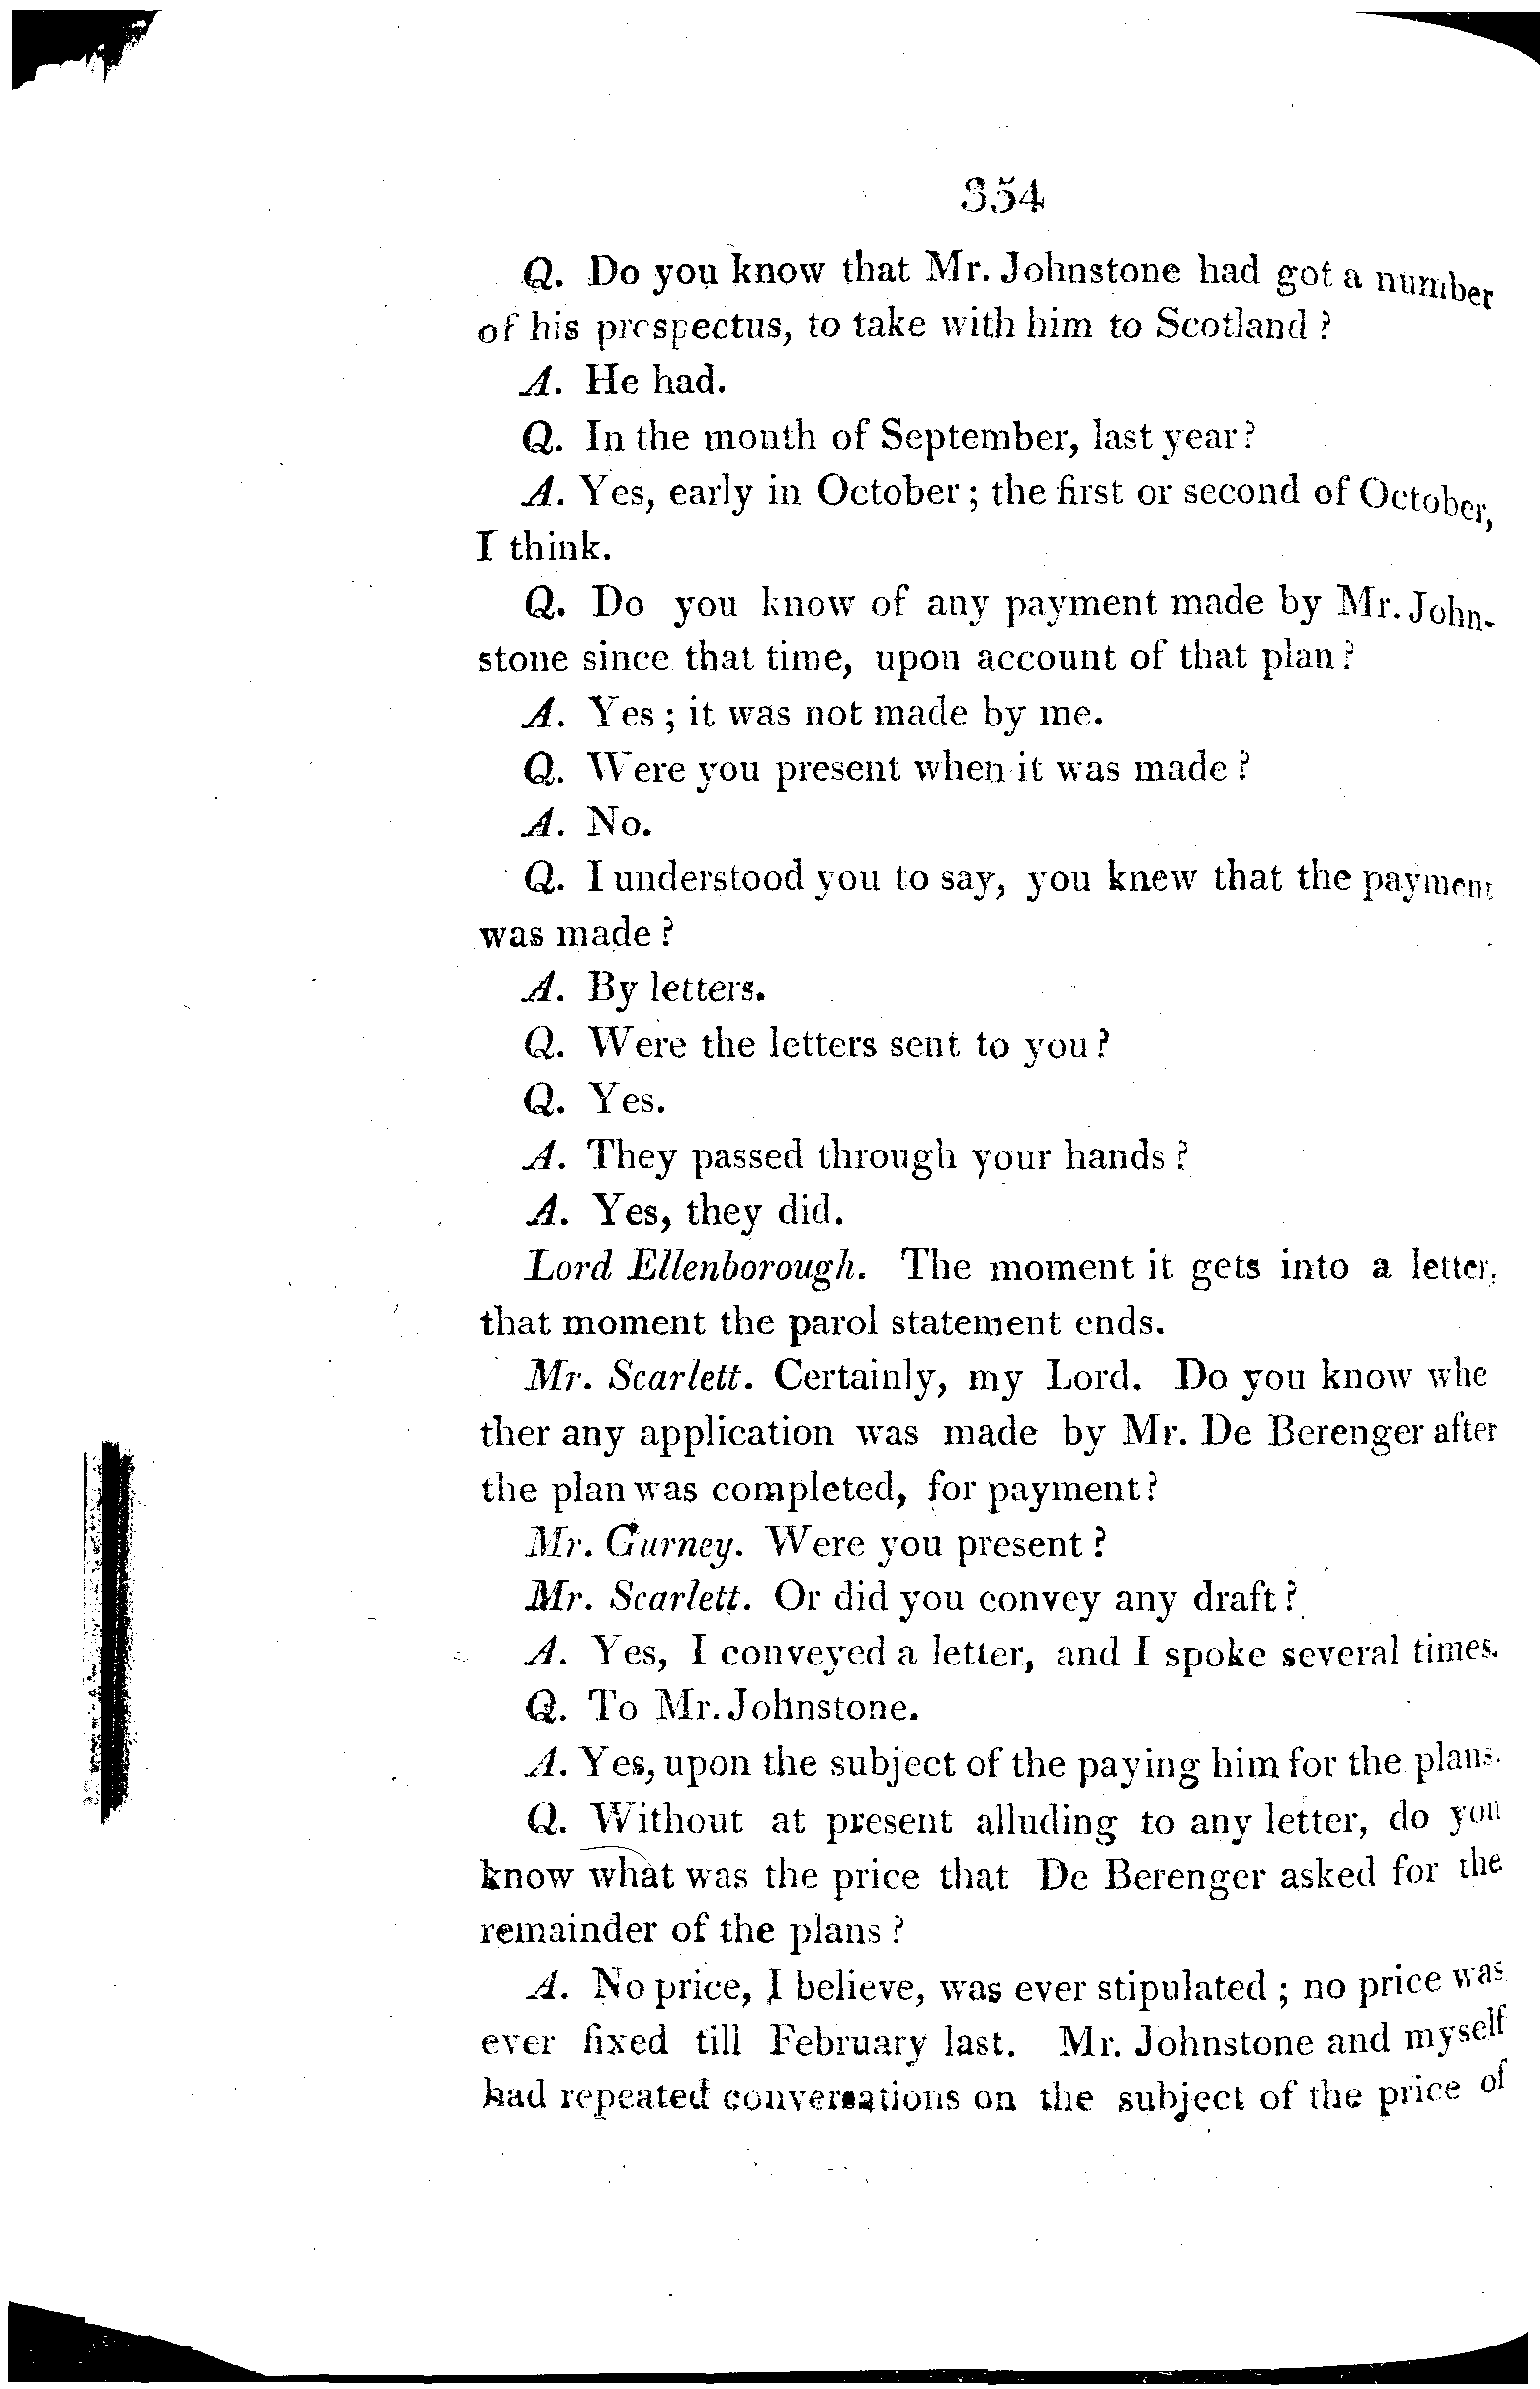 354
Q. Do you know that Mr. Johnstone had got a number
of his prospectus, to take with him to Scotland ?
A. He had.
Q. In the month of September, last year?
A. Yes, early in October; the first or second of October,
I think.
Q. Do you know of any payment made by Mr. John-
stone since that time, upon account of that plan?
A. Yes; it was not made by me.
Q. Were you present when it was made ?
A. No.
Q. I understood you to say, you knew that the payment
was made ?
A. By letters.
Q. Were the letters sent to you?
Q. Yes.
A. They passed through your hands ?
A. Yes, they did.
Lord Ellenborough. The moment it gets into a letter,
that moment the parol statement ends.
Mr. Scarlett. Certainly, my Lord. Do you know whe
ther any application was made by Mr. De Berenger after
the plan was completed, for payment?
Mr. Gurney. Were you present ?
Mr. Scarlett. Or did you convey any draft ?
A. Yes, I conveyed a letter, and I spoke several times.
Q. To Mr. Johnstone.
A. Yes, upon the subject of the paying him for the plans.
Q. Without at present alluding to any letter, do you
know what was the price that De Berenger asked for the
remainder of the plans ?
A. No price, I believe, was ever stipulated ; no price was
ever fixed till February last. Mr. Johnstone and myself
had repeated conversations on the subject of the price of